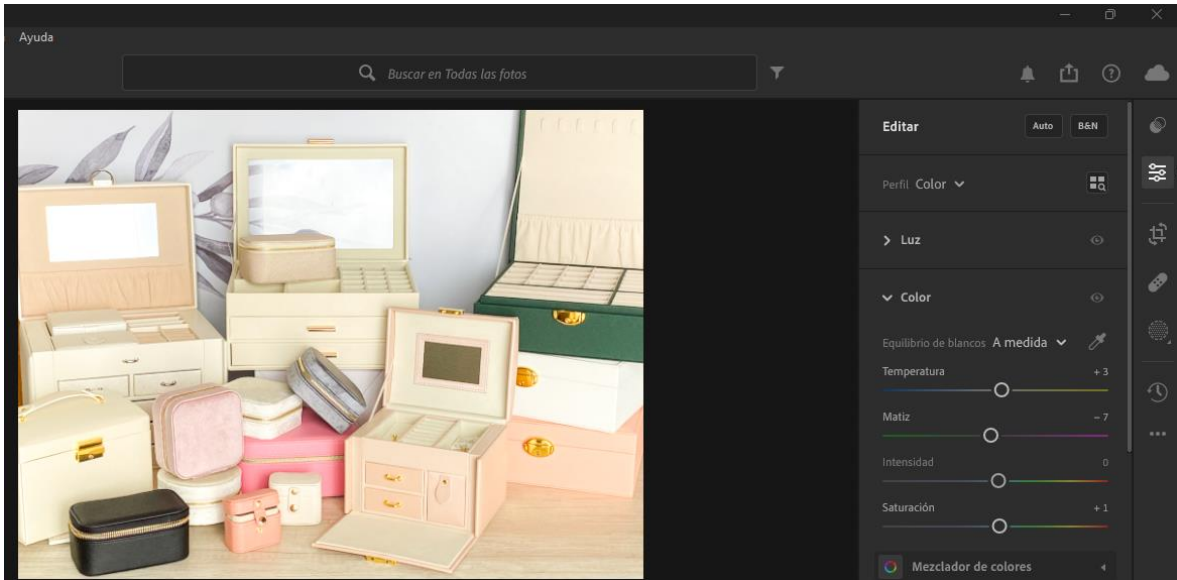 Ayuda
Buscar en Todas las fotos
Editar
Auto
B&N
Perfil Color
Luz
Color
Equilibrio de blancos A medida
Temperatura +3
Matiz -7
Intensidad 0
Saturación +1
Mezclador de colores